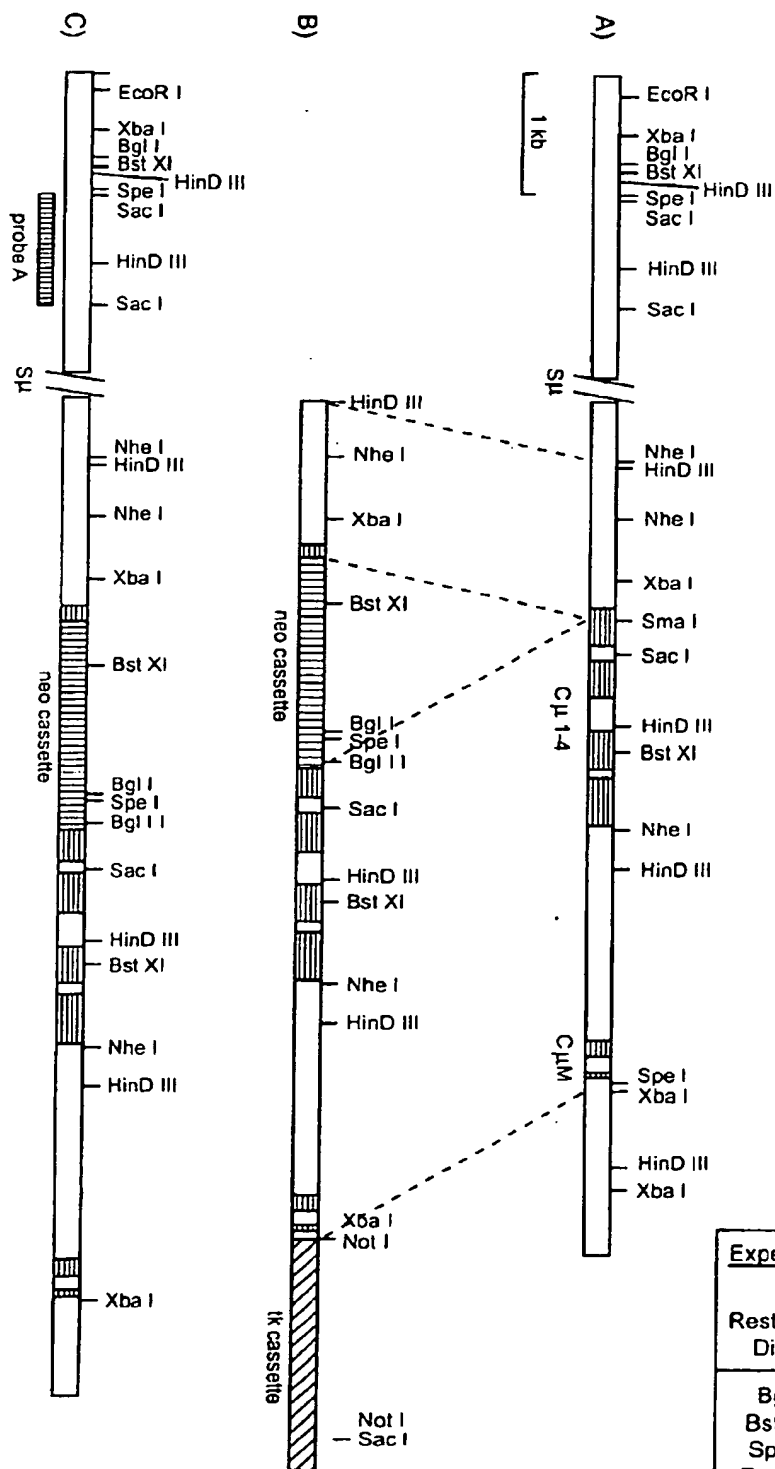 A)
EcoR I
Xba I
Bgl I
Bst XI
HinD III
Spe I
Sac I
HinD III
Sac I
1 kb
Sμ
Nhe I
HinD III
Nhe I
Xba I
Sma I
Sac I
HinD III
Bst XI
Nhe I
HinD III
Cμ 1-4
CμM
Spe I
Xba I
HinD III
Xba I
B)
HinD III
Nhe I
Xba I
Bst XI
Bgl I
Spe I
Bgl I I
Sac I
HinD III
Bst XI
Nhe I
HinD III
Xba I
Not I
Not I
Sac I
neo cassette
tk cassette
C)
EcoR I
Xba I
Bgl I
Bst XI
HinD III
Spe I
Sac I
HinD III
Sac I
probe A
Sμ
Nhe I
HinD III
Nhe I
Xba I
Bst XI
Bgl I
Spe I
Bgl I I
Sac I
HinD III
Bst XI
Nhe I
HinD III
Xba I
neo cassette
Expe
Rest
Di
Bg
Bst
Sp